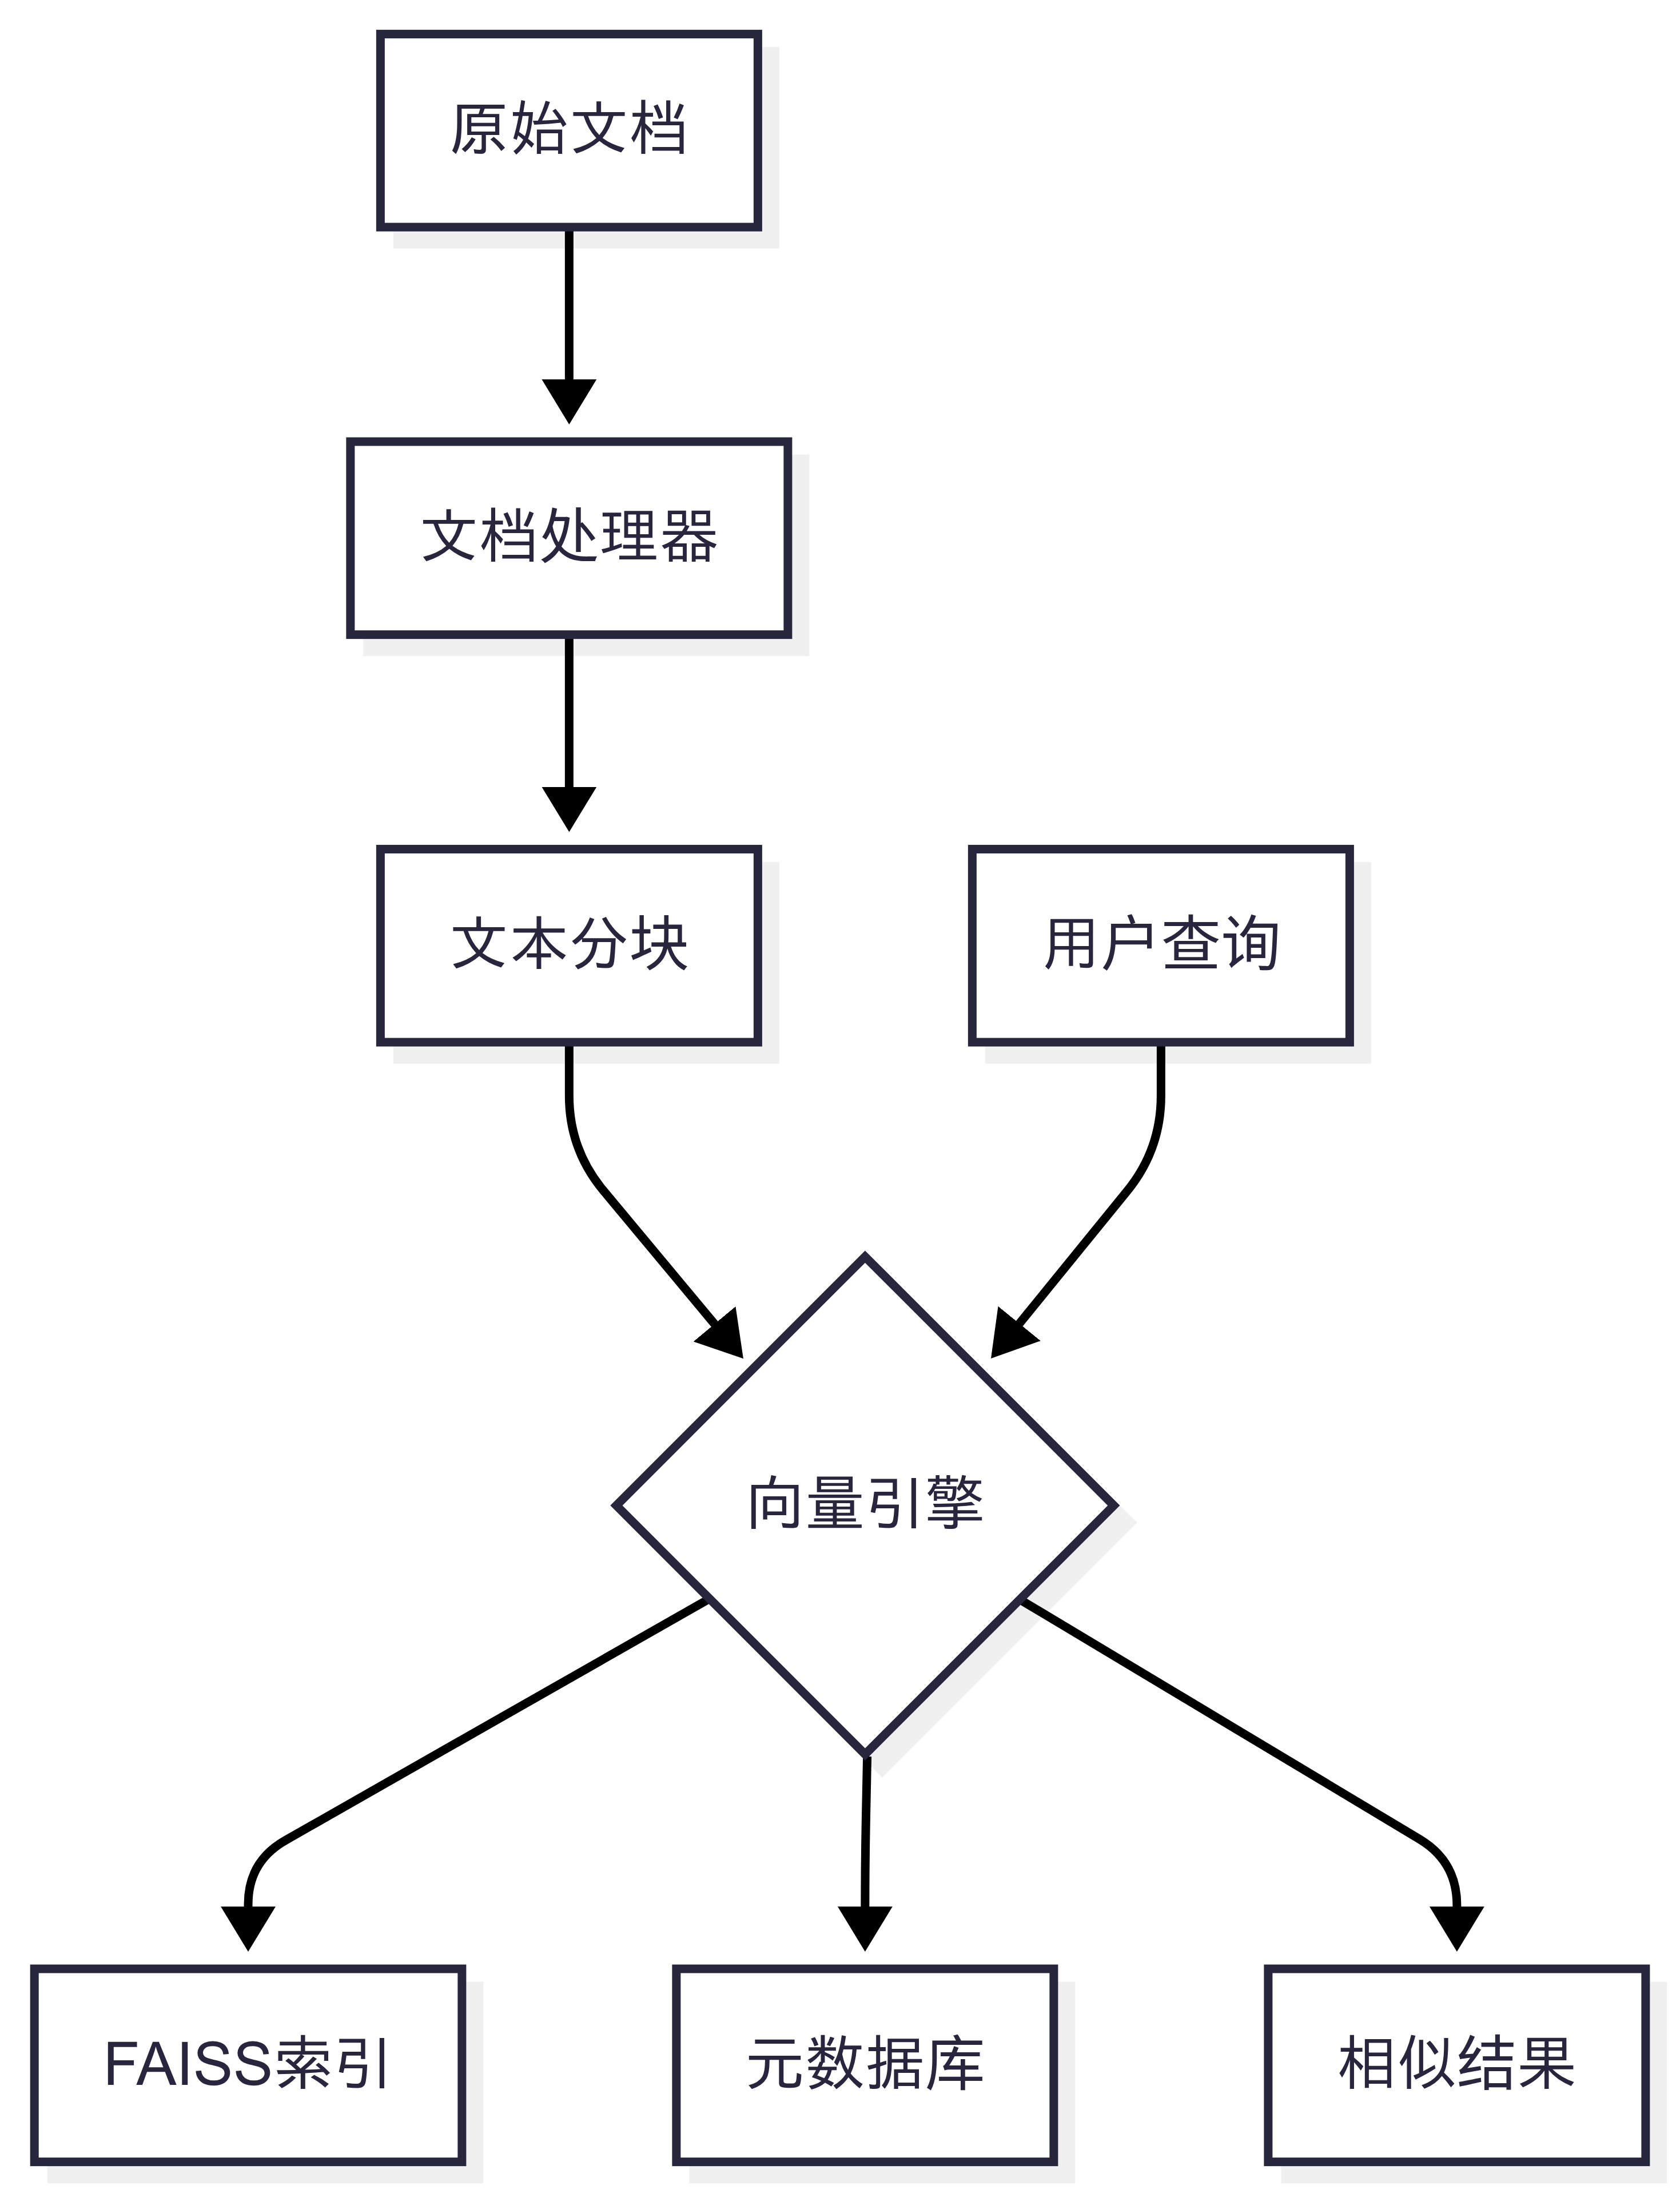 原始文档
文档处理器
文本分块
用户查询
向量引擎
FAISS索引
元数据库
相似结果